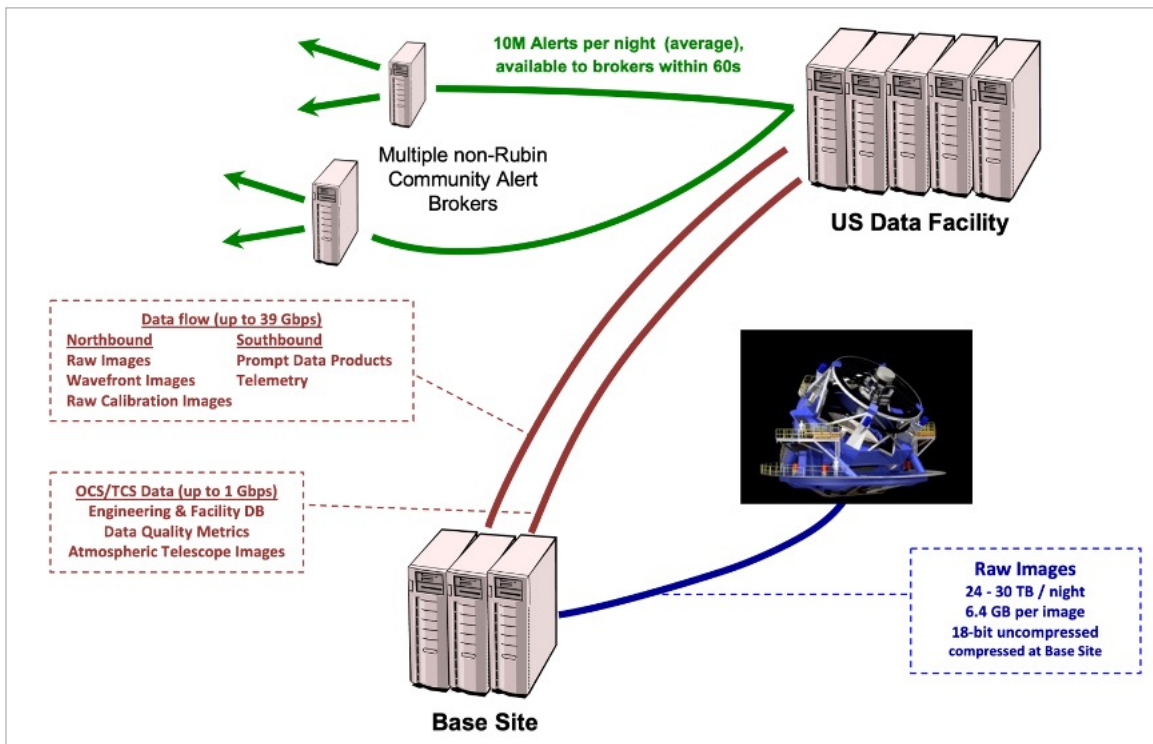 10M Alerts per night (average),
available to brokers within 60s
Multiple non-Rubin
Community Alert
Brokers
US Data Facility
Data flow (up to 39 Gbps)
Northbound Southbound
Raw Images Prompt Data Products
Wavefront Images Telemetry
Raw Calibration Images
OCS/TCS Data (up to 1 Gbps)
Engineering & Facility DB
Data Quality Metrics
Atmospheric Telescope Images
Raw Images
24 - 30 TB / night
6.4 GB per image
18-bit uncompressed
compressed at Base Site
Base Site